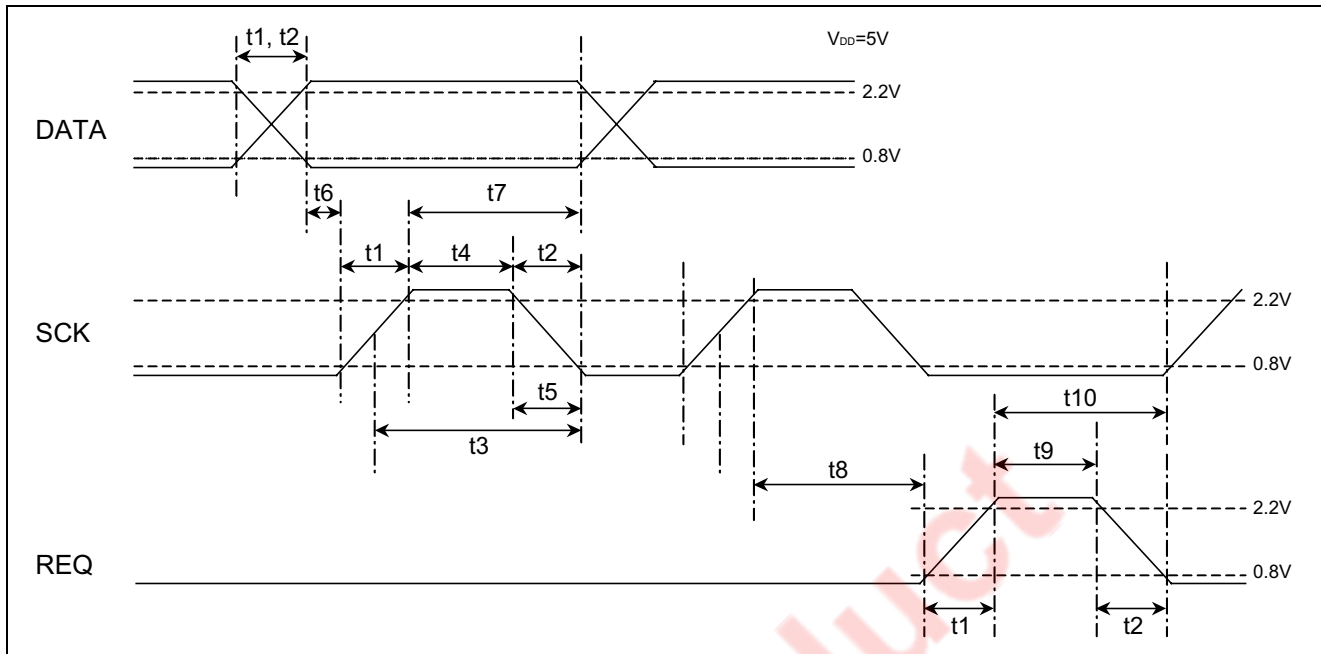 t1, t2
VDD=5V
2.2V
DATA
0.8V
t6
t7
t1
t4
t2
2.2V
SCK
0.8V
t5
t10
t3
t9
t8
2.2V
REQ
0.8V
t1
t2